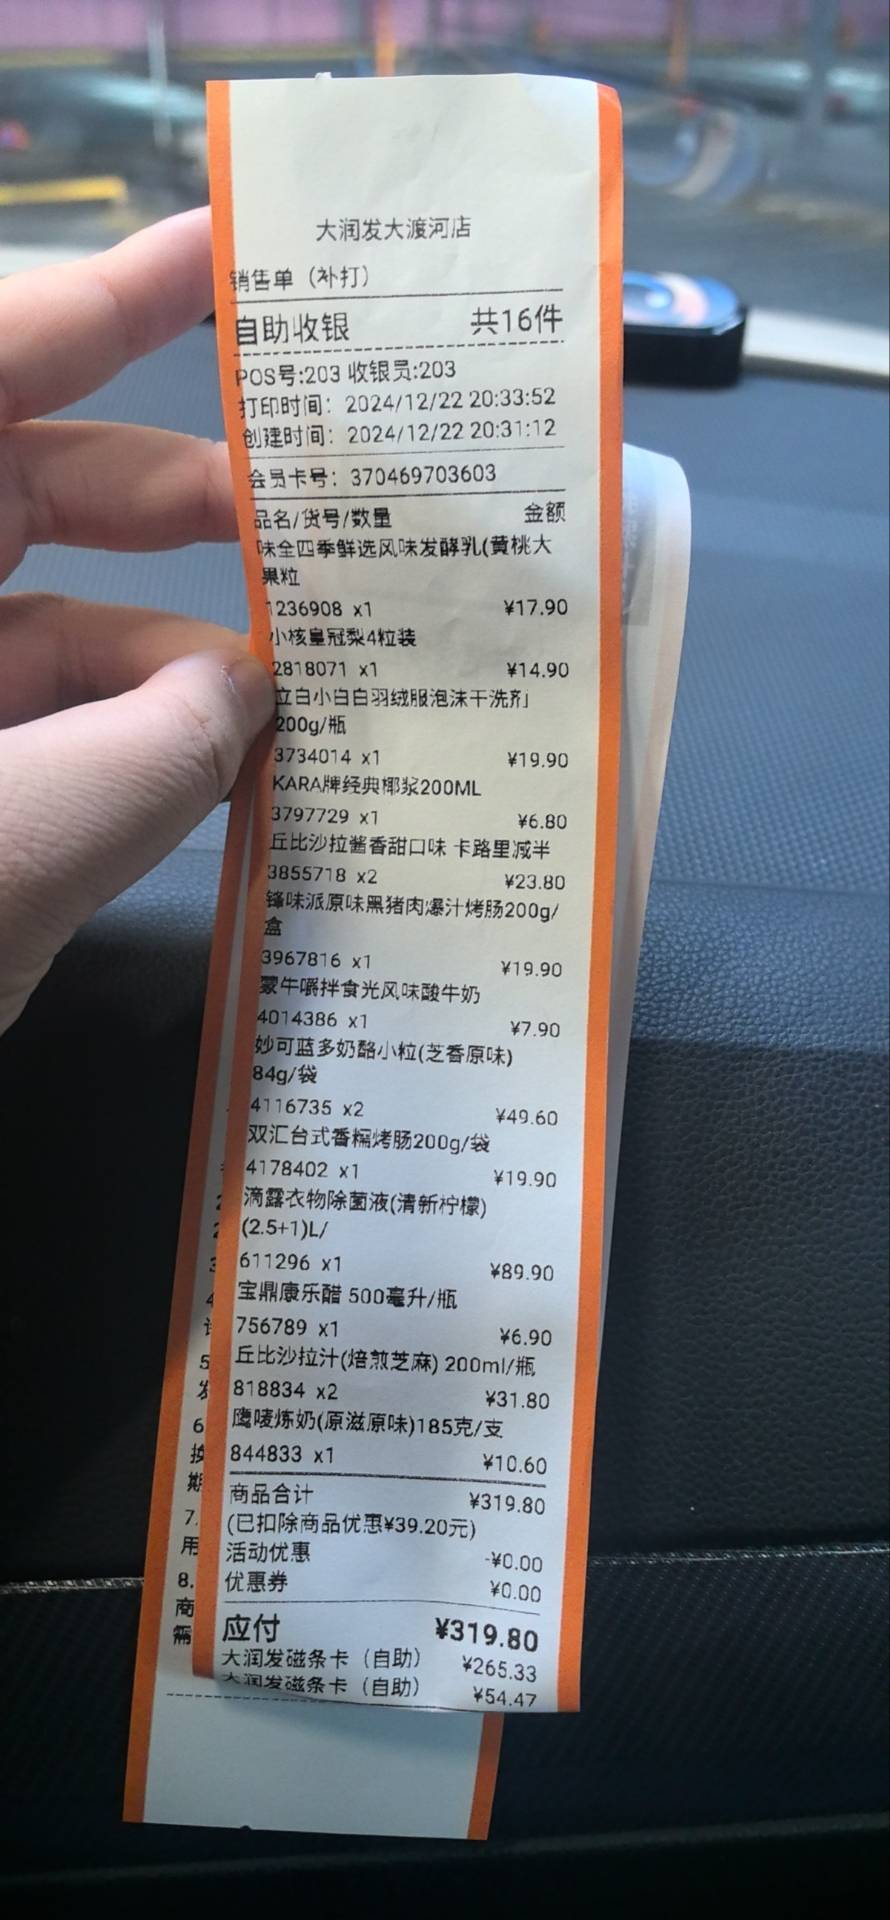 大润发大渡河店
销售单（补打）
自助收银 共16件
POS号:203 收银员:203
打印时间：2024/12/22 20:33:52
创建时间：2024/12/22 20:31:12
会员卡号：370469703603
品名/货号/数量 金额
味全四季鲜选风味发酵乳(黄桃大
果粒
1236908 x1 ¥17.90
小核皇冠梨4粒装
2818071 x1 ¥14.90
立白小白白羽绒服泡沫干洗剂
200g/瓶
3734014 x1 ¥19.90
KARA牌经典椰浆200ML
3797729 x1 ¥6.80
丘比沙拉酱香甜口味 卡路里减半
3855718 x2 ¥23.80
锋味派原味黑猪肉爆汁烤肠200g/
盒
3967816 x1 ¥19.90
蒙牛嚼拌食光风味酸牛奶
4014386 x1 ¥7.90
妙可蓝多奶酪小粒(芝香原味)
84g/袋
4116735 x2 ¥49.60
双汇台式香糯烤肠200g/袋
4178402 x1 ¥19.90
滴露衣物除菌液(清新柠檬)
(2.5+1)L/
611296 x1 ¥89.90
宝鼎康乐醋 500毫升/瓶
756789 x1 ¥6.90
丘比沙拉汁(焙煎芝麻) 200ml/瓶
818834 x2 ¥31.80
鹰唛炼奶(原滋原味)185克/支
844833 x1 ¥10.60
商品合计 ¥319.80
(已扣除商品优惠¥39.20元)
活动优惠 -¥0.00
优惠券 ¥0.00
应付 ¥319.80
大润发磁条卡（自助） ¥265.33
大润发磁条卡（自助） ¥54.47
5
发
6
换
期
7.
用
8.
商
需